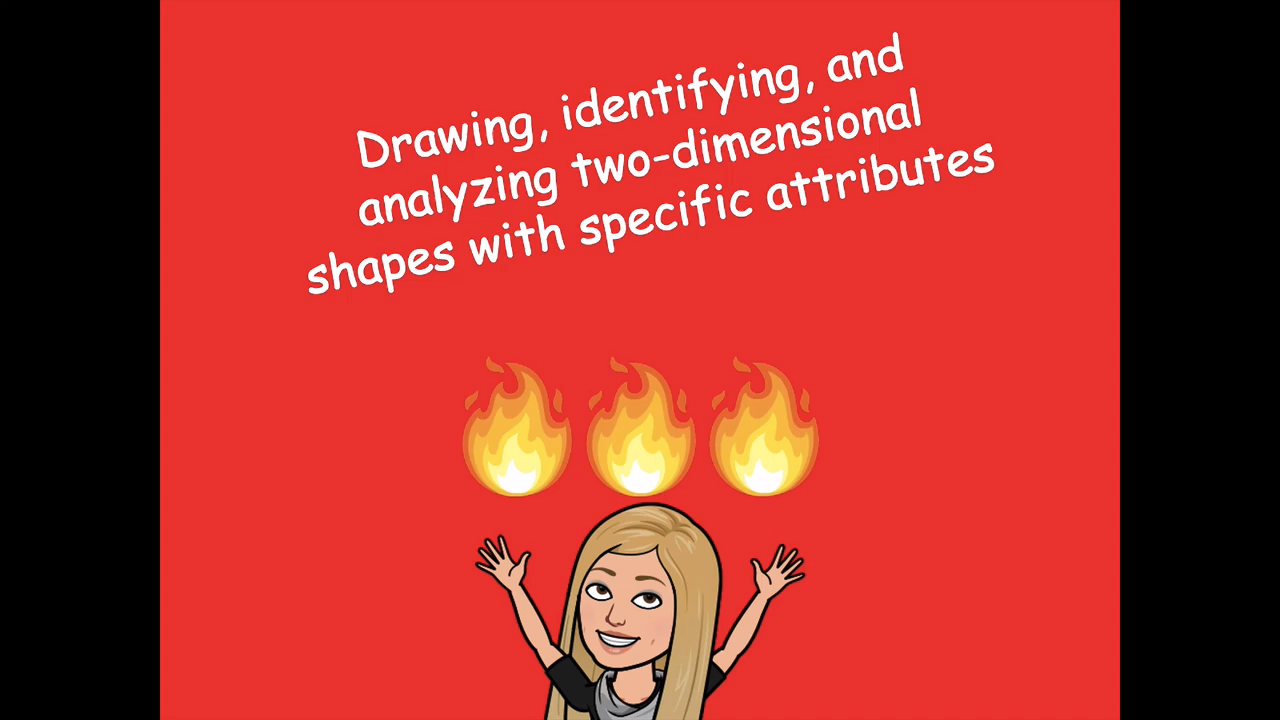 Drawing, identifying, and
analyzing two-dimensional
shapes with specific attributes